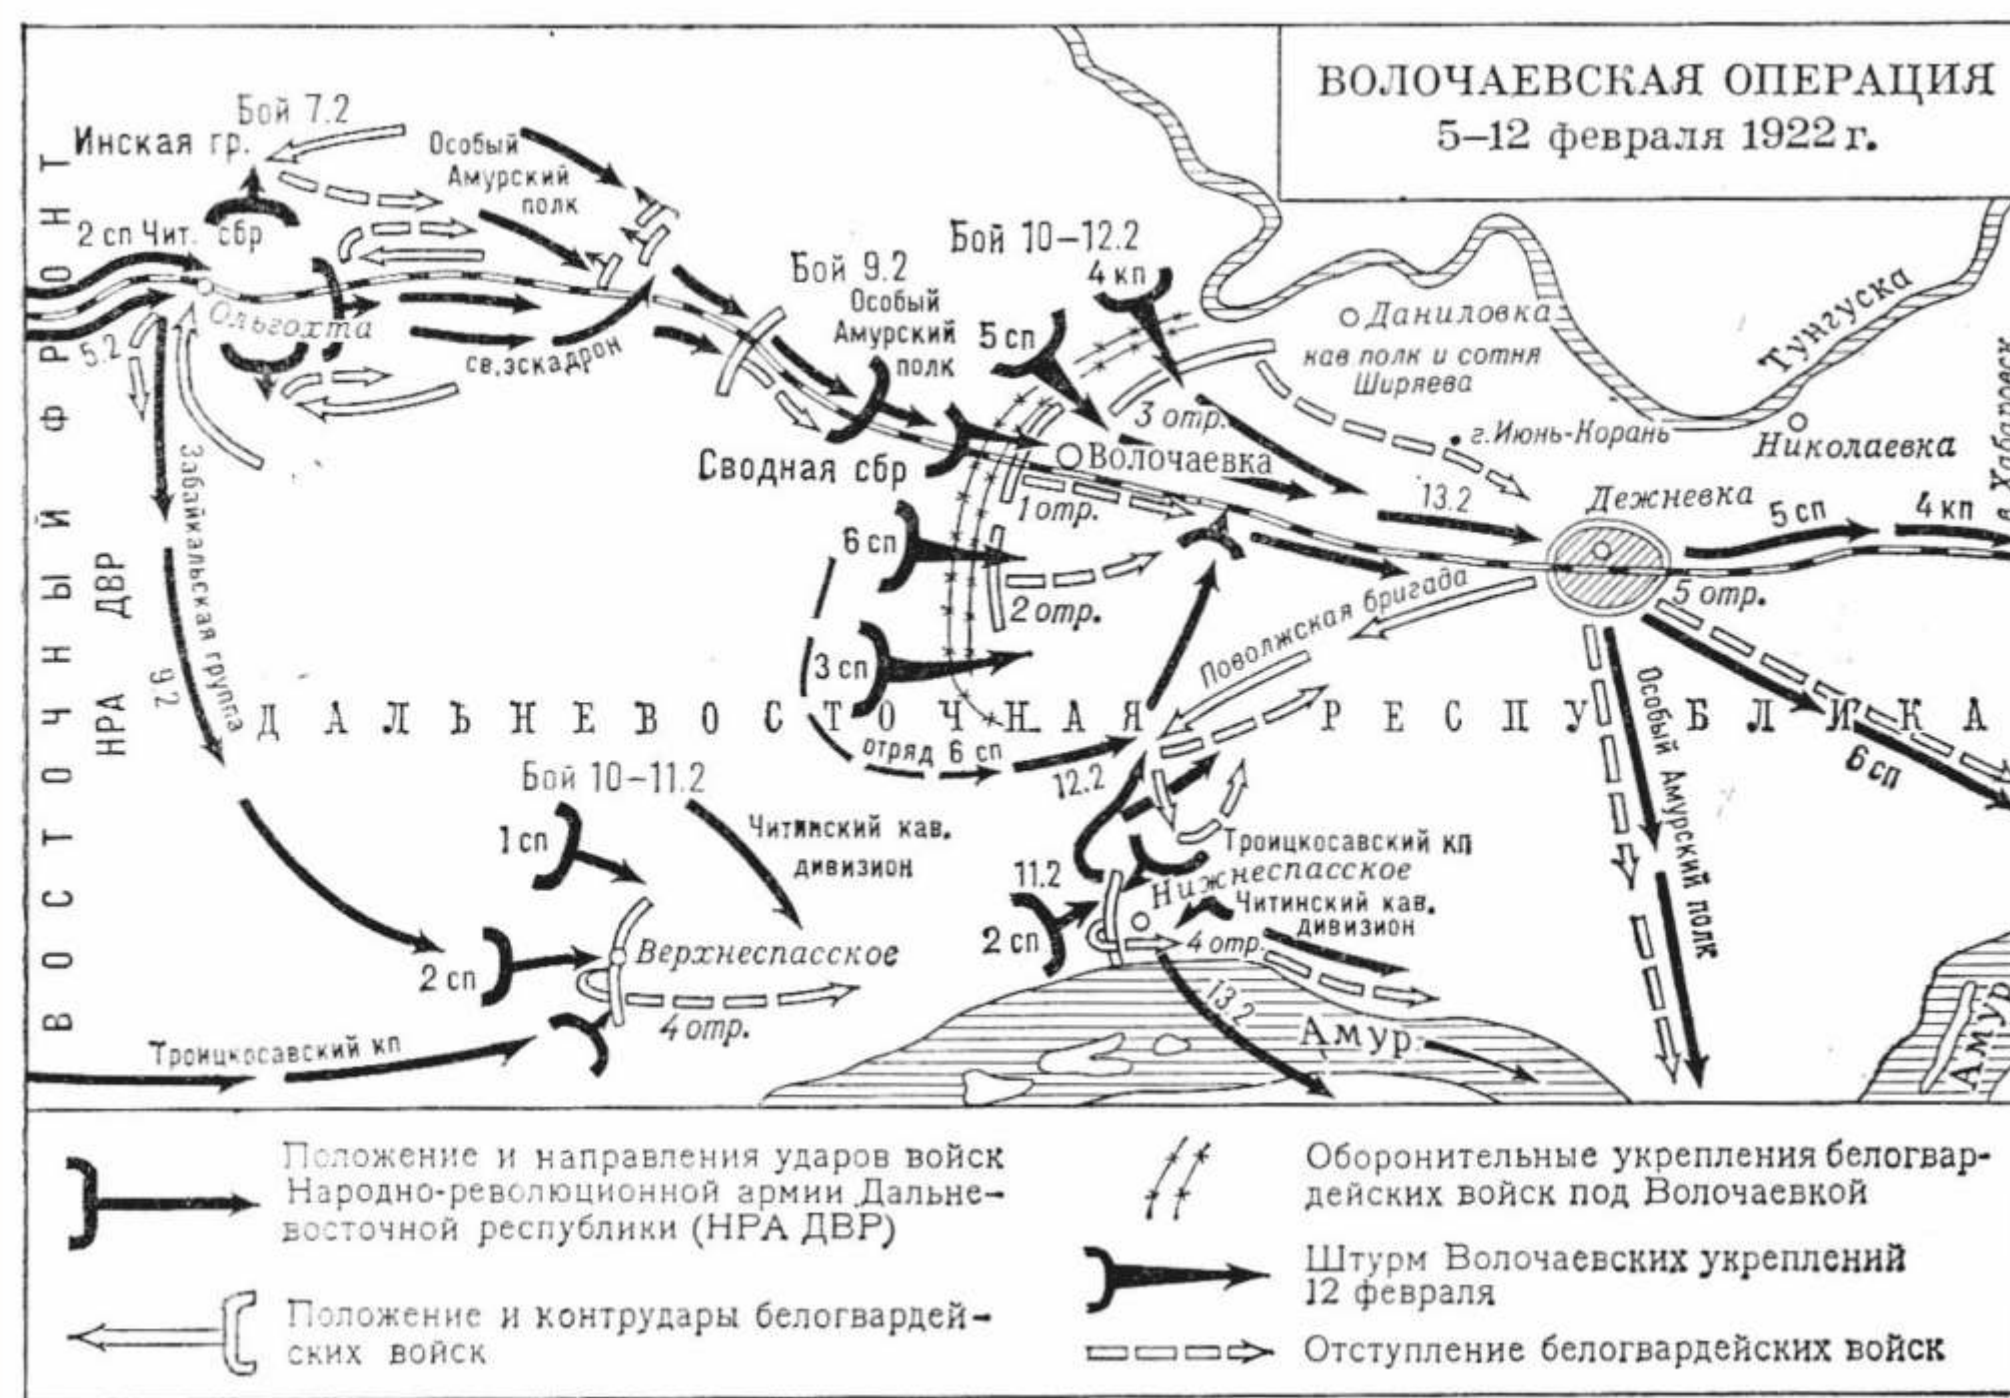 ВОЛОЧАЕВСКАЯ ОПЕРАЦИЯ
5–12 февраля 1922 г.
Бой 7.2
Инская гр.
Особый
Амурский
полк
2 сп Чит. сбр
Бой 10–12.2
4 кп
Бой 9.2
Особый
Амурский
полк
5 сп
Ольгохта
5.2
св. эскадрон
Даниловка
кав полк и сотня
Ширяева
Тунгуска
в Хабаровск
3 отр.
г. Июнь-Корань
Николаевка
Волочаевка
Сводная сбр
1 отр.
13.2
Дежневка
5 сп
4 кп
6 сп
2 отр.
Поволжская бригада
5 отр.
3 сп
Забайкальская группа
9.2
ВОСТОЧНЫЙ ФРОНТ
НРА ДВР
ДАЛЬНЕВОСТОЧНАЯ РЕСПУБЛИКА
отряд 6 сп
12.2
Особый Амурский полк
6 сп
Бой 10–11.2
1 сп
Читинский кав.
дивизион
Троицкосавский кп
11.2
Нижнеспасское
Читинский кав.
дивизион
2 сп
4 отр.
2 сп
Верхнеспасское
4 отр.
13.2
Амур
Амур
Троицкосавский кп
Положение и направления ударов войск
Народно-революционной армии Дальне-
восточной республики (НРА ДВР)
Положение и контрудары белогвардей-
ских войск
Оборонительные укрепления белогвар-
дейских войск под Волочаевкой
Штурм Волочаевских укреплений
12 февраля
Отступление белогвардейских войск